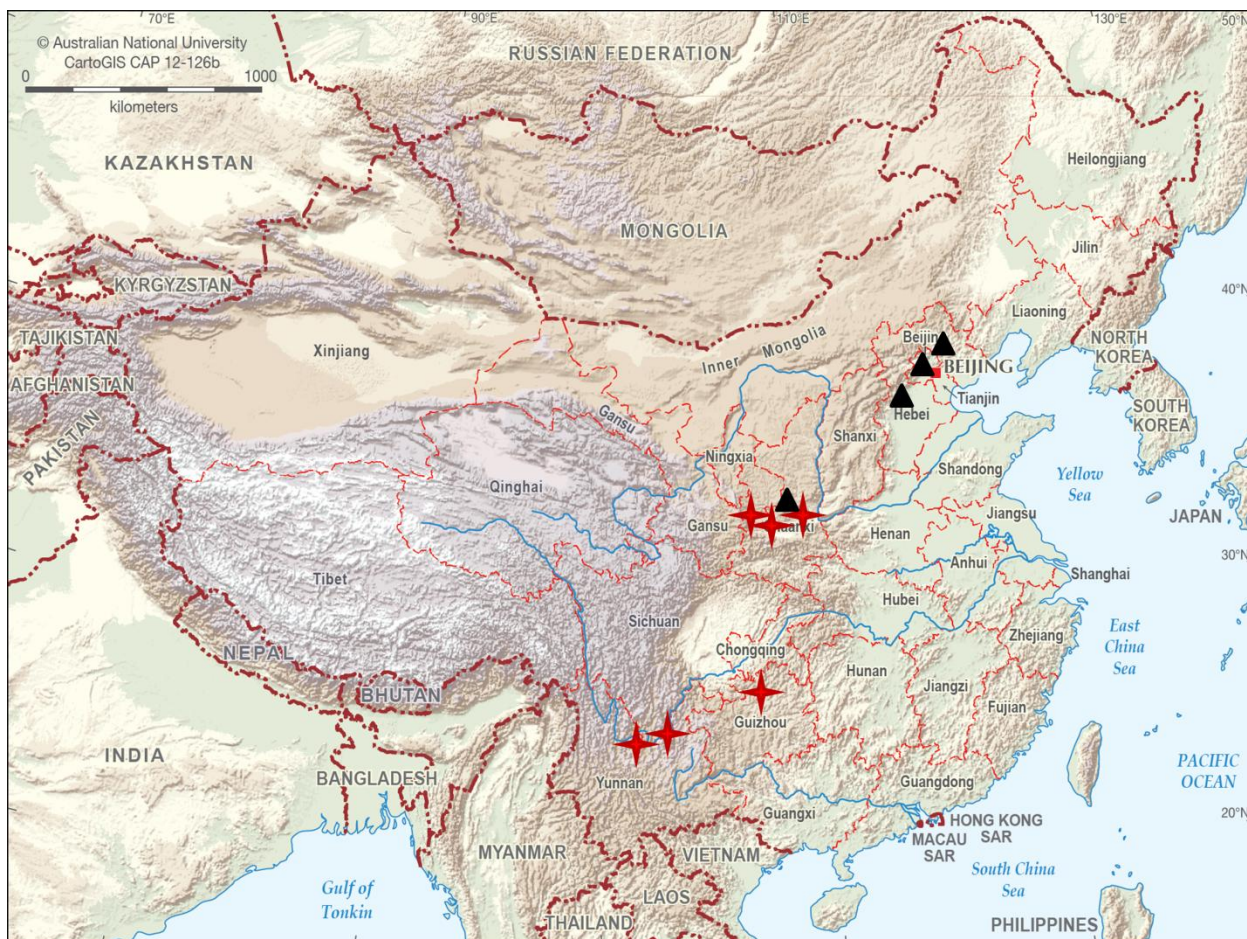 70°E
90°E
110°E
130°E
50°N
© Australian National University
CartoGIS CAP 12-126b
0
1000
kilometers
RUSSIAN FEDERATION
KAZAKHSTAN
Heilongjiang
MONGOLIA
Jilin
KYRGYZSTAN
40°N
Liaoning
TAJIKISTAN
Xinjiang
Inner Mongolia
Beijin
NORTH
KOREA
BEIJING
AFGHANISTAN
Tianjin
Hebei
SOUTH
KOREA
Gansu
PAKISTAN
Shanxi
Ningxia
Shandong
Yellow
Sea
Qinghai
Jiangsu
JAPAN
Gansu
Henan
30°N
Anhui
Tibet
Shanghai
Hubei
Sichuan
Zhejiang
East
China
Sea
NEPAL
Chongqing
Hunan
Jiangzi
BHUTAN
Fujian
Guizhou
INDIA
PACIFIC
OCEAN
BANGLADESH
Yunnan
Guangdong
Guangxi
20°N
HONG KONG
SAR
MACAU
SAR
MYANMAR
VIETNAM
South China
Sea
Gulf of
Tonkin
LAOS
THAILAND
PHILIPPINES